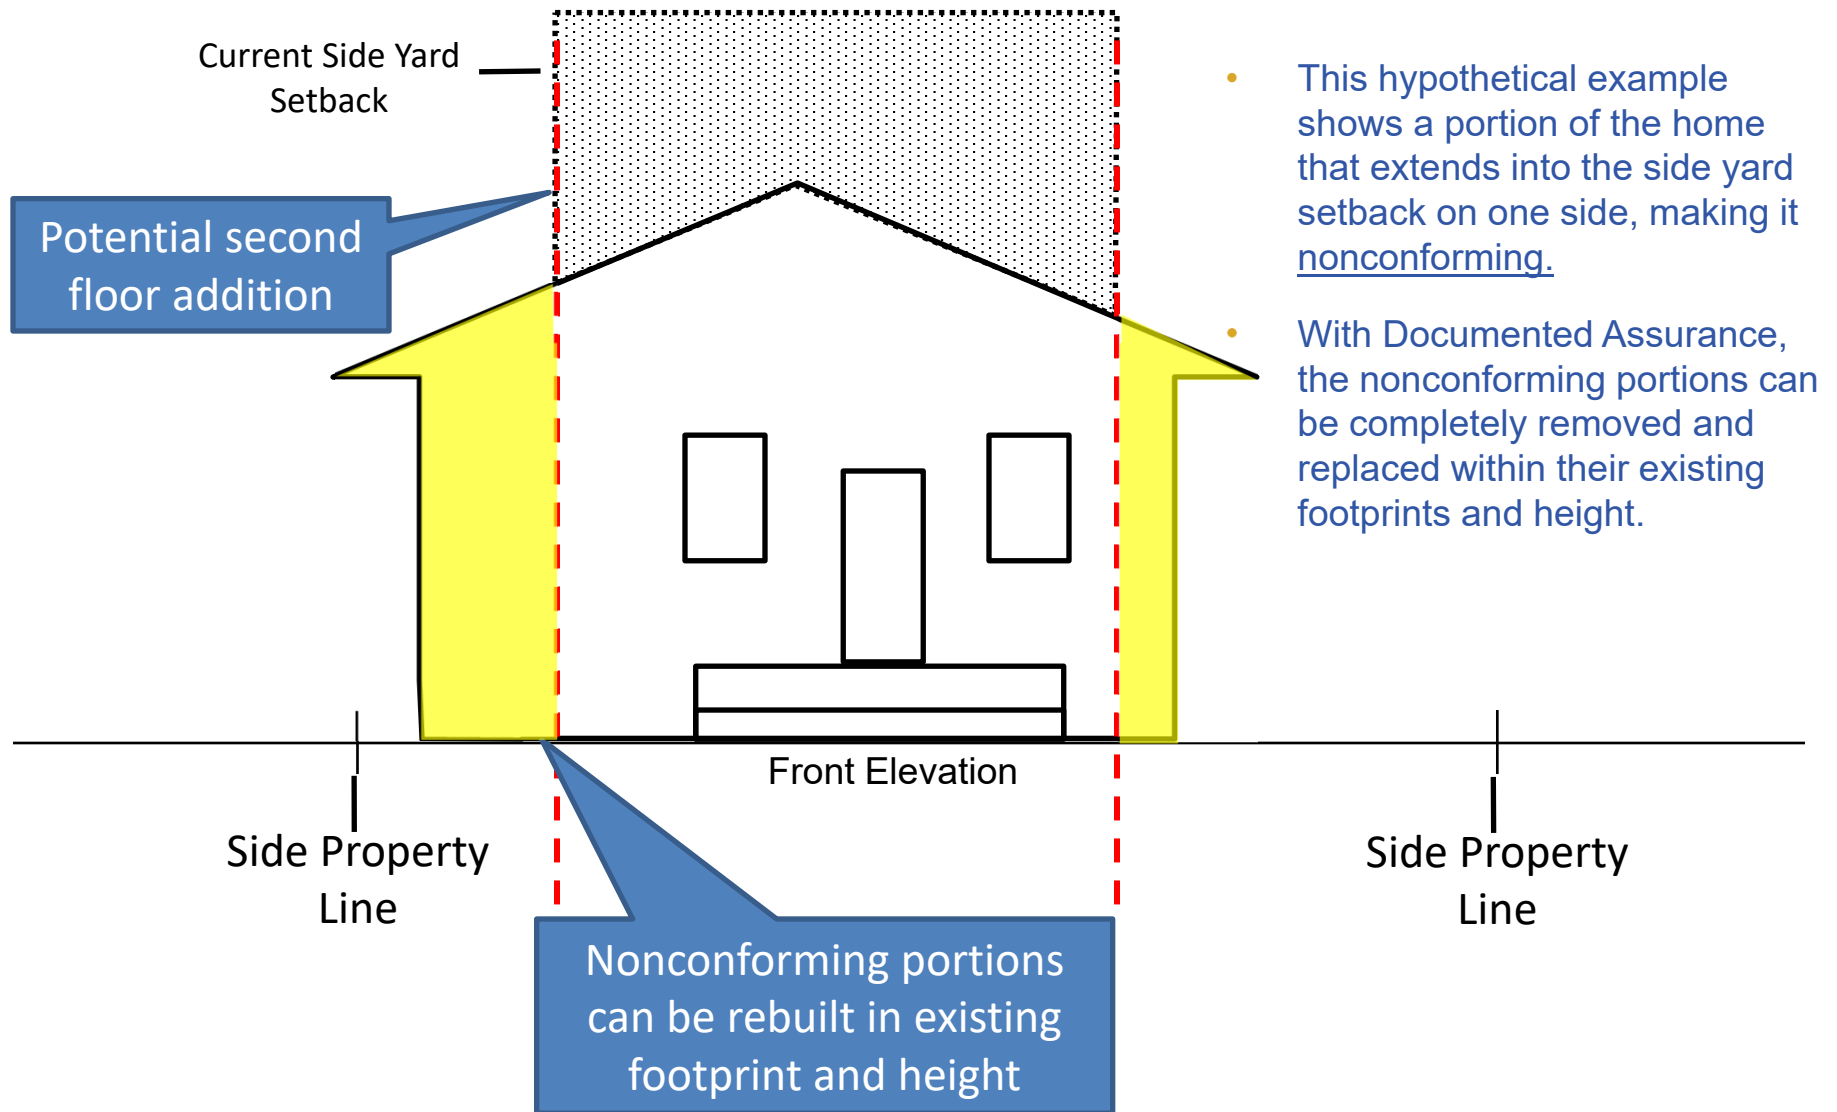 Current Side Yard
Setback
Potential second
floor addition
• This hypothetical example
shows a portion of the home
that extends into the side yard
setback on one side, making it
nonconforming.
• With Documented Assurance,
the nonconforming portions can
be completely removed and
replaced within their existing
footprints and height.
Front Elevation
Side Property
Line
Side Property
Line
Nonconforming portions
can be rebuilt in existing
footprint and height